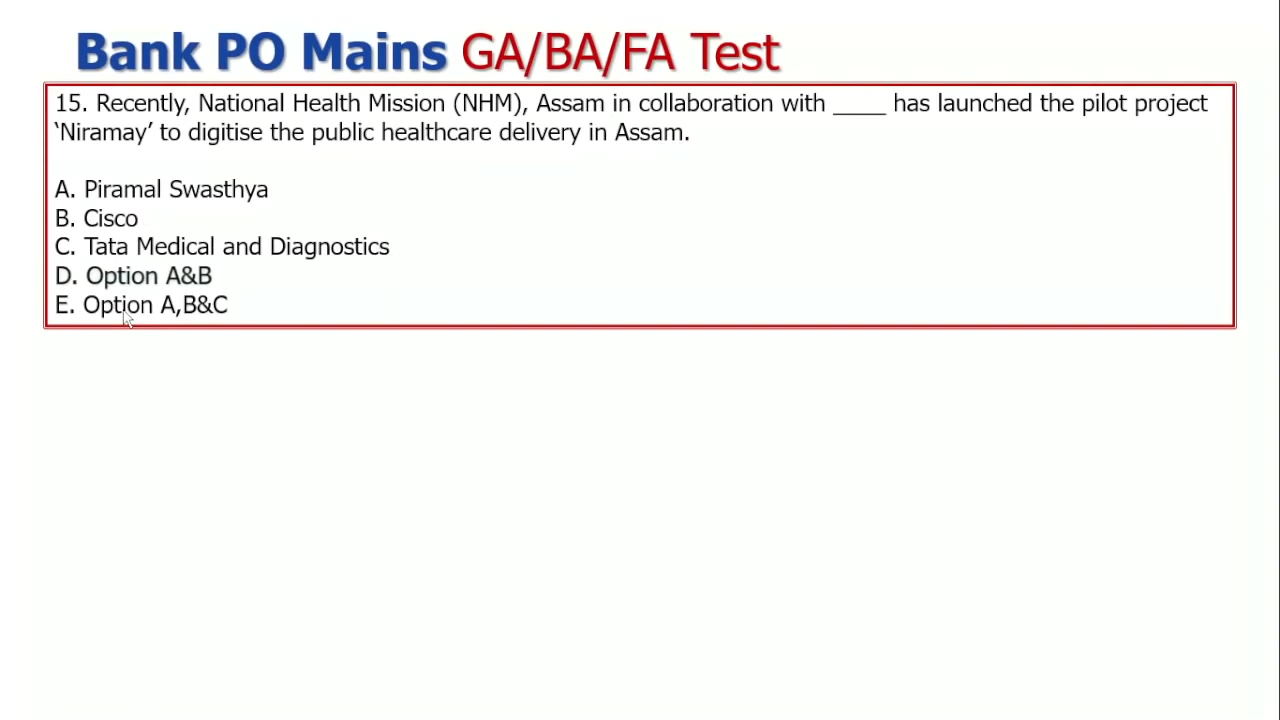 Bank PO Mains GA/BA/FA Test
15. Recently, National Health Mission (NHM), Assam in collaboration with ____ has launched the pilot project
‘Niramay’ to digitise the public healthcare delivery in Assam.
A. Piramal Swasthya
B. Cisco
C. Tata Medical and Diagnostics
D. Option A&B
E. Option A,B&C